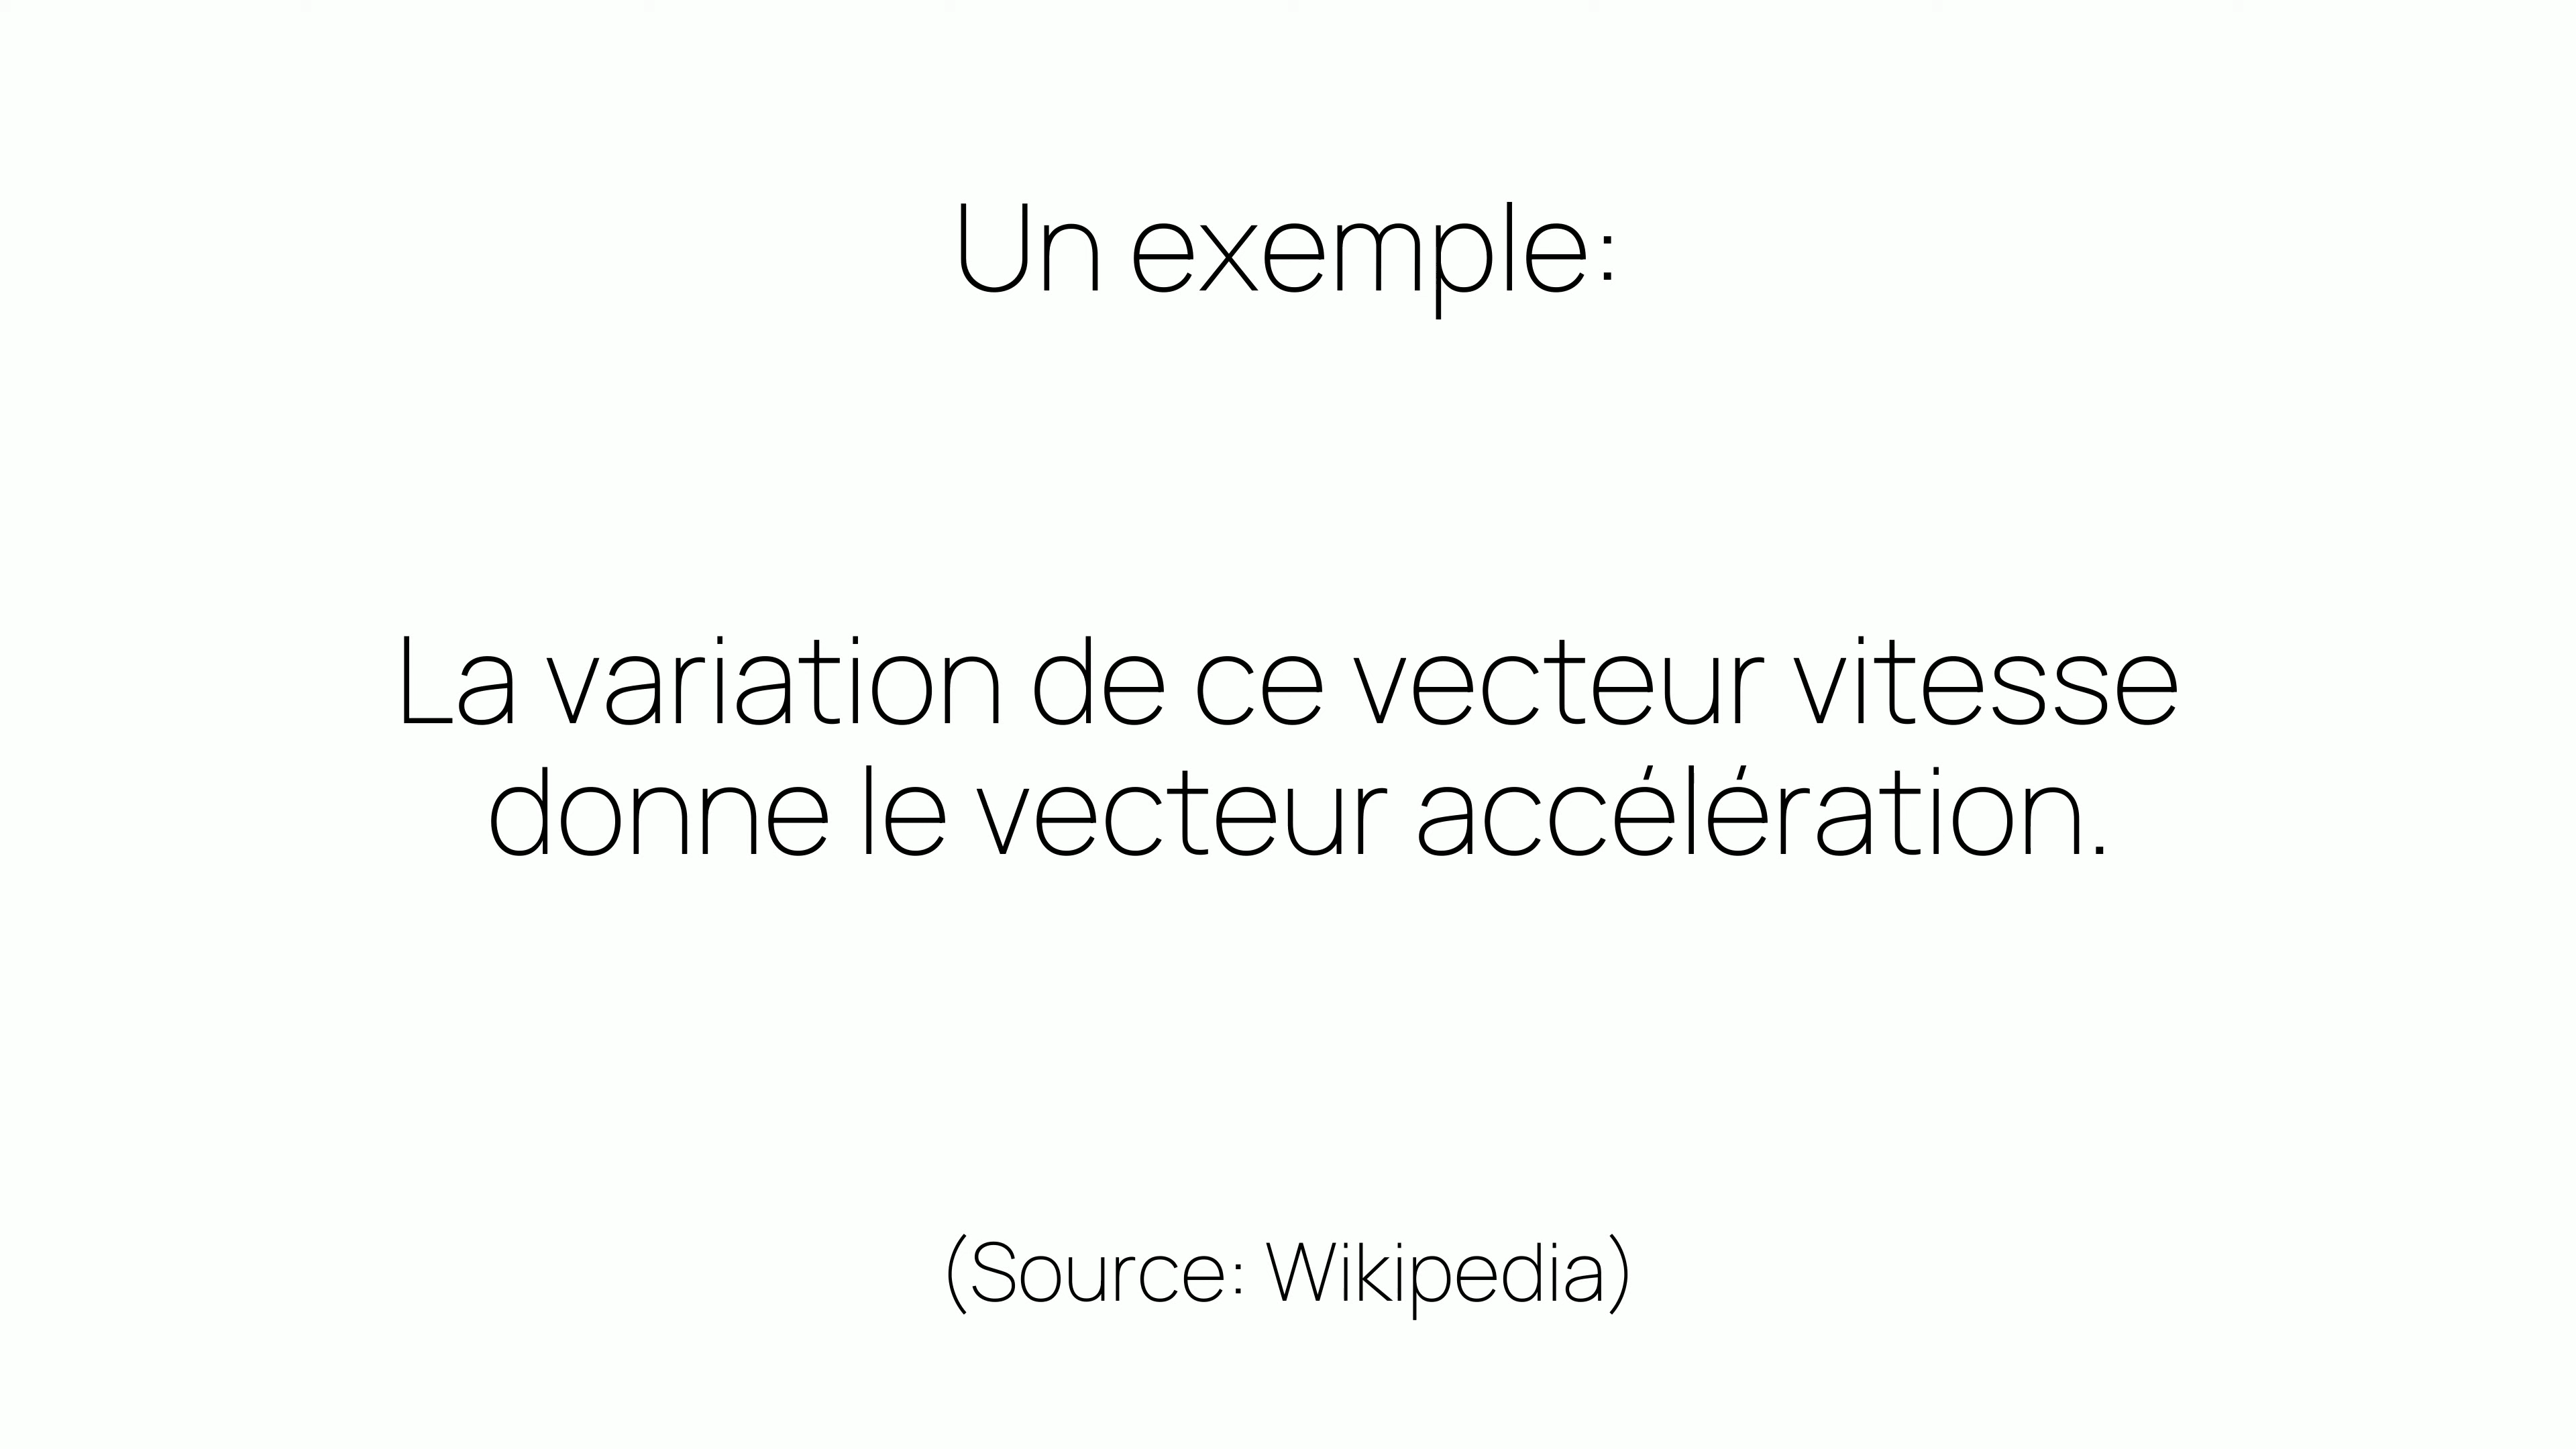 Un exemple:
La variation de ce vecteur vitesse
donne le vecteur accélération.
(Source: Wikipedia)